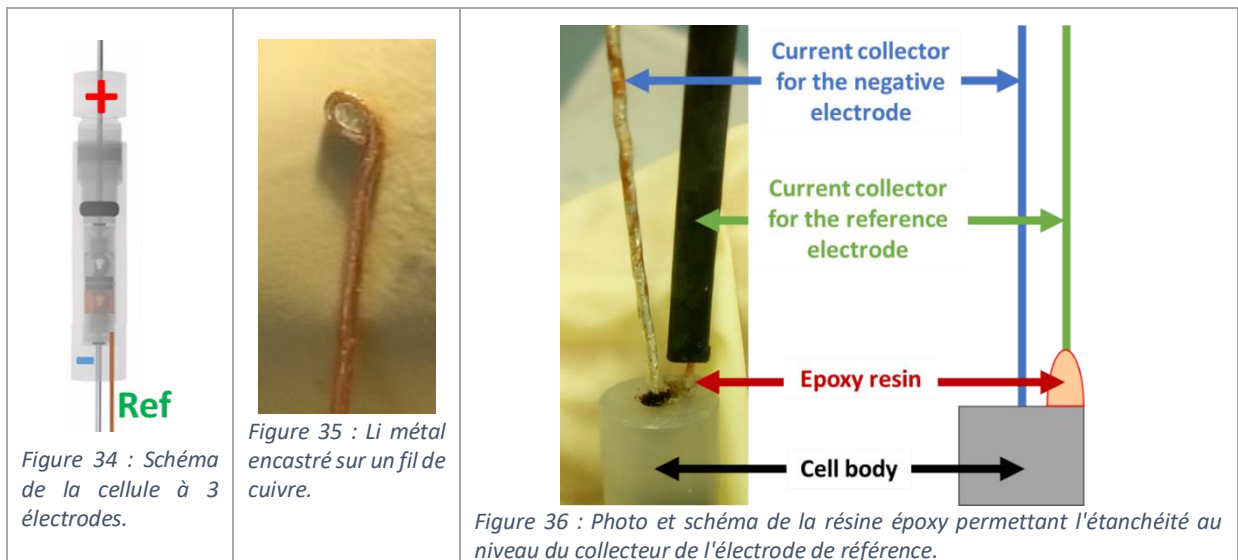 +
-
Ref
Figure 34 : Schéma
de la cellule à 3
électrodes.
Figure 35 : Li métal
encastré sur un fil de
cuivre.
Current collector
for the negative
electrode
Current collector
for the reference
electrode
Epoxy resin
Cell body
Figure 36 : Photo et schéma de la résine époxy permettant l'étanchéité au
niveau du collecteur de l'électrode de référence.